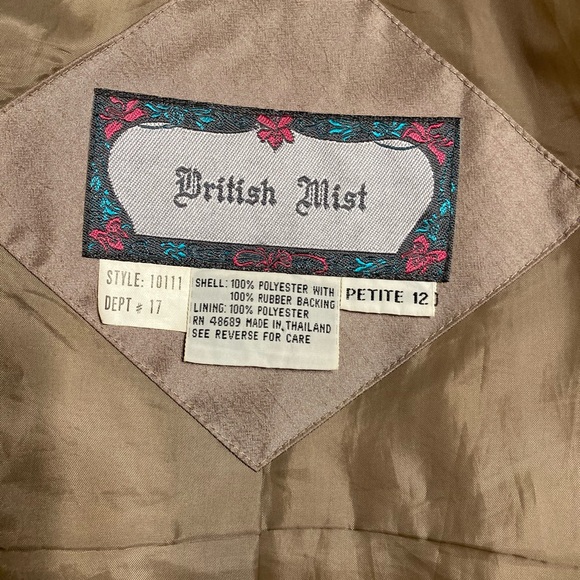 British Mist
STYLE: 10111
DEPT # 17
SHELL: 100% POLYESTER WITH
100% RUBBER BACKING
LINING: 100% POLYESTER
RN 48689 MADE IN THAILAND
SEE REVERSE FOR CARE
PETITE 12